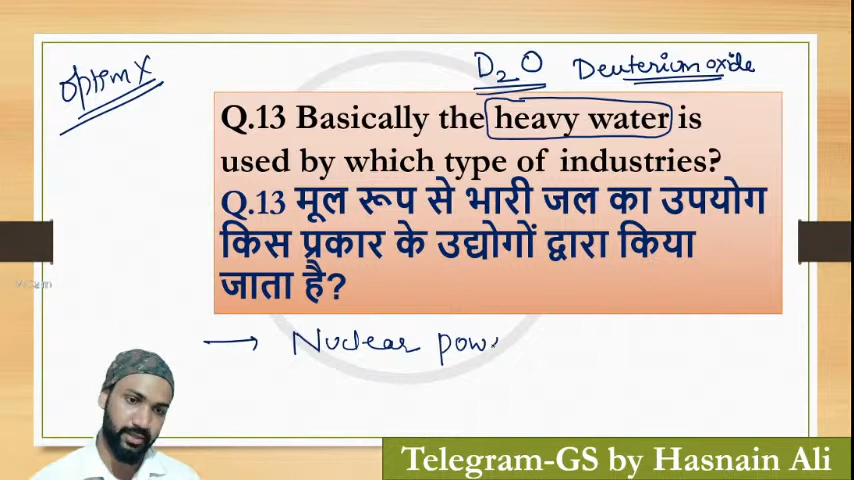 D₂O Deuterium oxide
Q.13 Basically the heavy water is
used by which type of industries?
Q.13 मूल रूप से भारी जल का उपयोग
किस प्रकार के उद्योगों द्वारा किया
जाता है?
→ Nuclear pow
Telegram-GS by Hasnain Ali